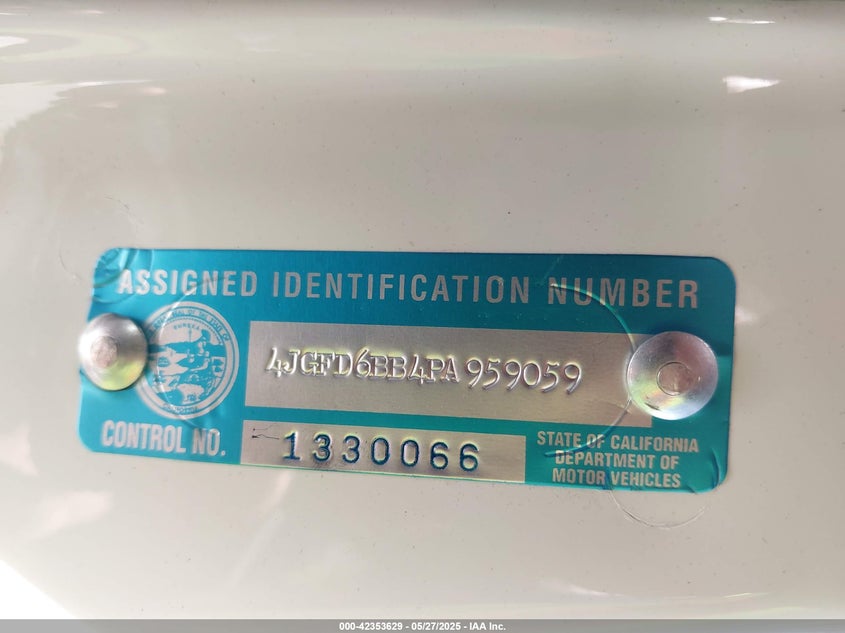 ASSIGNED IDENTIFICATION NUMBER
EUREKA
4JGFD6BB4PA959059
CONTROL NO. 1330066
STATE OF CALIFORNIA
DEPARTMENT OF
MOTOR VEHICLES
000-42353629 - 05/27/2025 - IAA Inc.